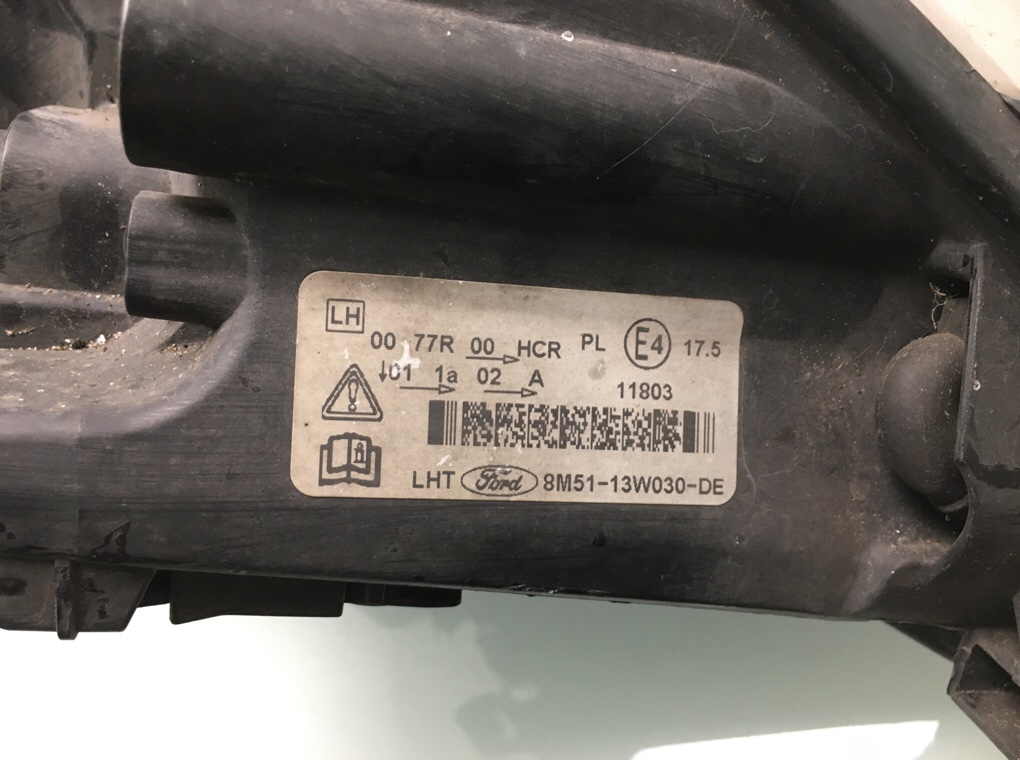 LH
00 77R 00 → HCR PL E4 17.5
↓01 → 1a 02 → A 11803
LHT Ford 8M51-13W030-DE